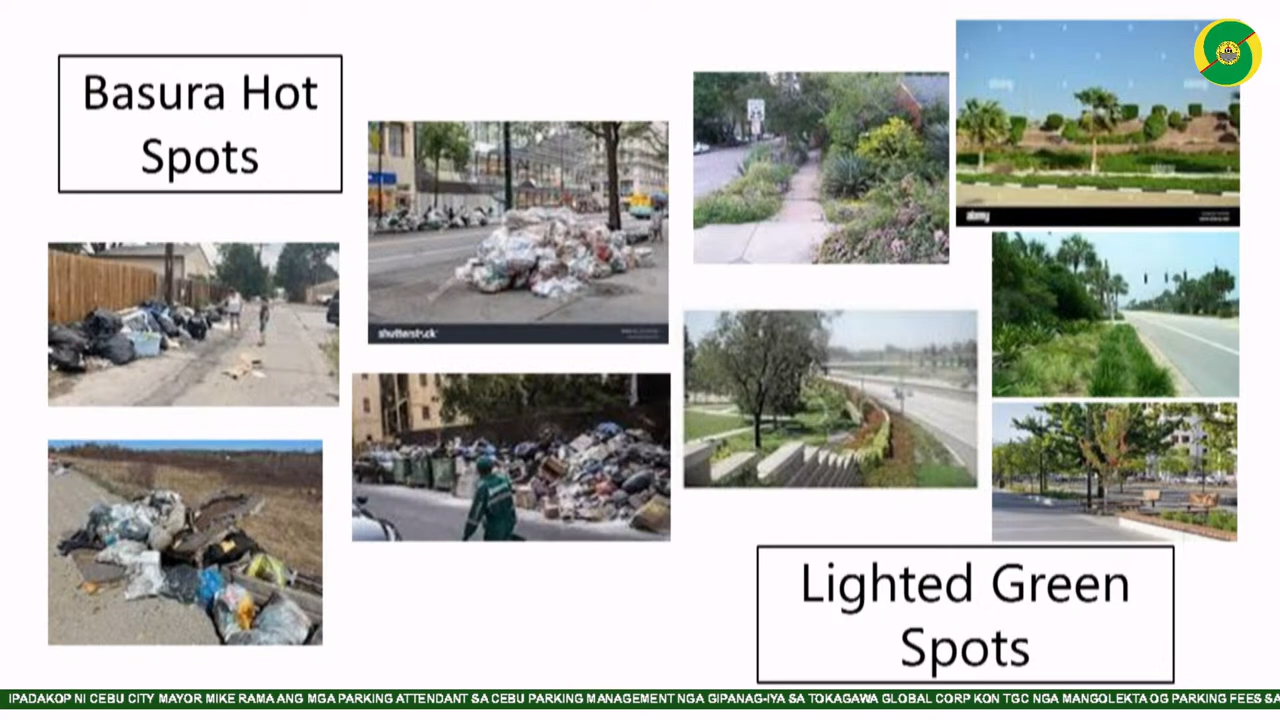 Basura Hot
Spots
shutterstock
alamy
Lighted Green
Spots
IPADAKOP NI CEBU CITY MAYOR MIKE RAMA ANG MGA PARKING ATTENDANT SA CEBU PARKING MANAGEMENT NGA GIPANAG-IYA SA TOKAGAWA GLOBAL CORP KON TGC NGA MANGOLEKTA OG PARKING FEES SA